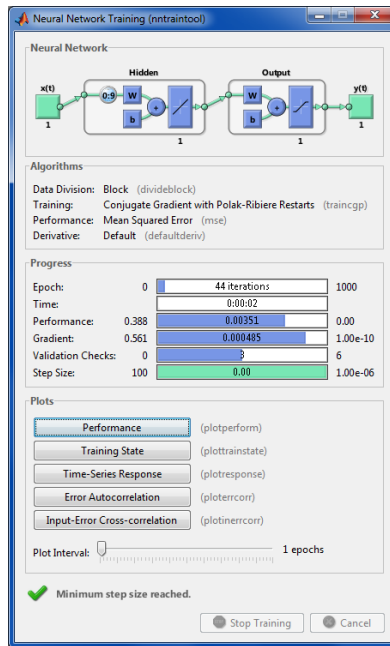 Neural Network Training (nntraintool)
Neural Network
Hidden
Output
x(t)
0:9
W
b
W
b
y(t)
1
1
1
1
Algorithms
Data Division: Block (divideblock)
Training: Conjugate Gradient with Polak-Ribiere Restarts (traincgp)
Performance: Mean Squared Error (mse)
Derivative: Default (defaultderiv)
Progress
Epoch: 0 44 iterations 1000
Time: 0:00:02
Performance: 0.388 0.00351 0.00
Gradient: 0.561 0.000485 1.00e-10
Validation Checks: 0 3 6
Step Size: 100 0.00 1.00e-06
Plots
Performance (plotperform)
Training State (plottrainstate)
Time-Series Response (plotresponse)
Error Autocorrelation (ploterrcorr)
Input-Error Cross-correlation (plotinerrcorr)
Plot Interval: 1 epochs
Minimum step size reached.
Stop Training Cancel